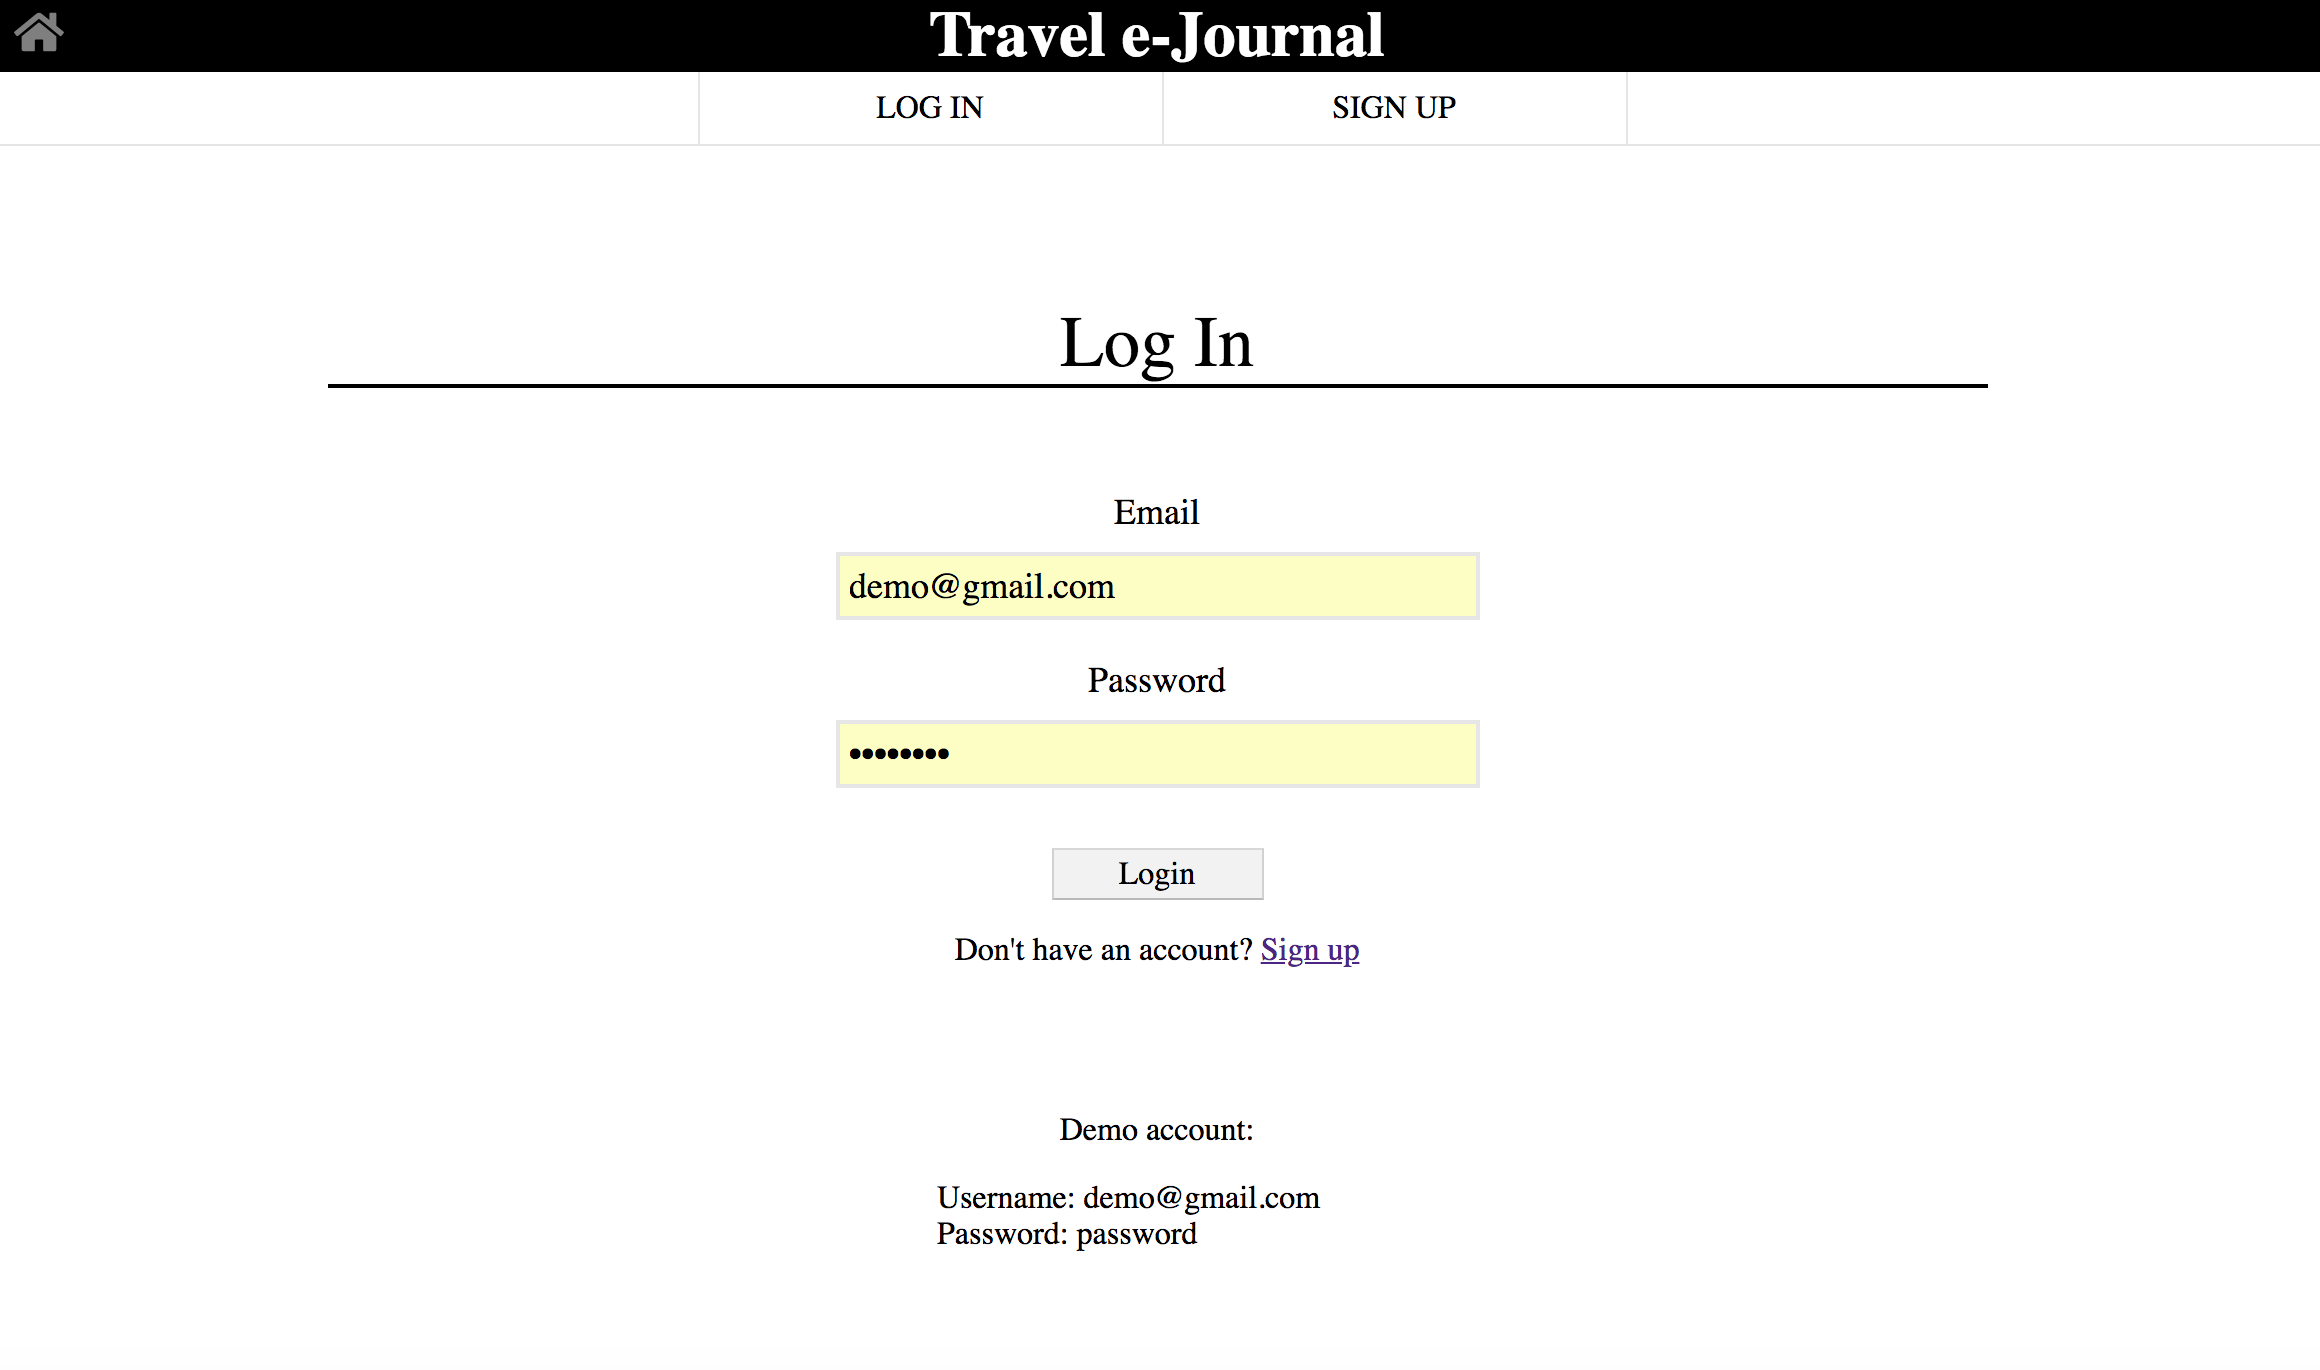 Travel e-Journal
LOG IN
SIGN UP
Log In
Email
demo@gmail.com
Password
••••••••
Login
Don't have an account? Sign up
Demo account:
Username: demo@gmail.com
Password: password